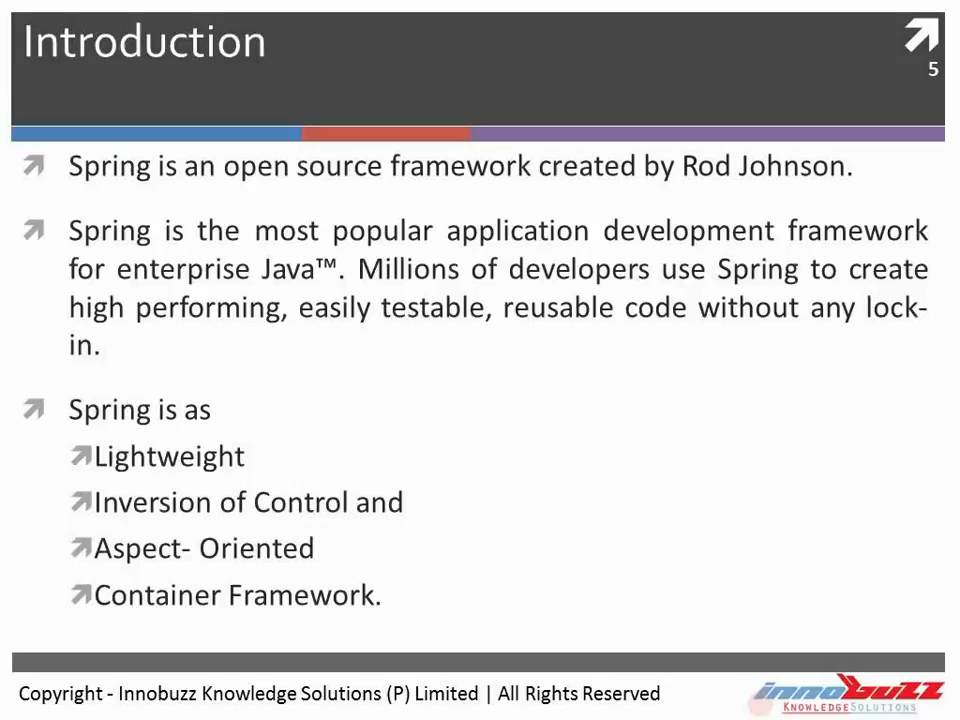 Introduction
5
Spring is an open source framework created by Rod Johnson.
Spring is the most popular application development framework
for enterprise Java™. Millions of developers use Spring to create
high performing, easily testable, reusable code without any lock-
in.
Spring is as
Lightweight
Inversion of Control and
Aspect- Oriented
Container Framework.
Copyright - Innobuzz Knowledge Solutions (P) Limited | All Rights Reserved
innobuzz
KNOWLEDGESOLUTIONS